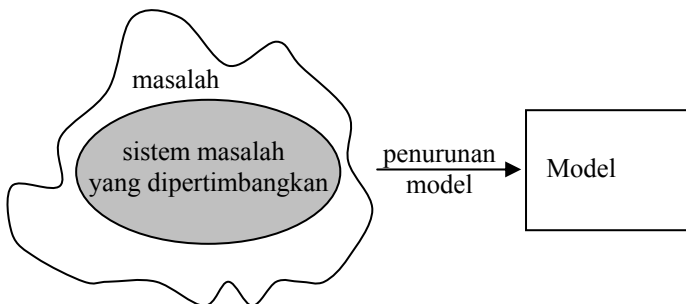 masalah
sistem masalah
yang dipertimbangkan
penurunan
model
Model